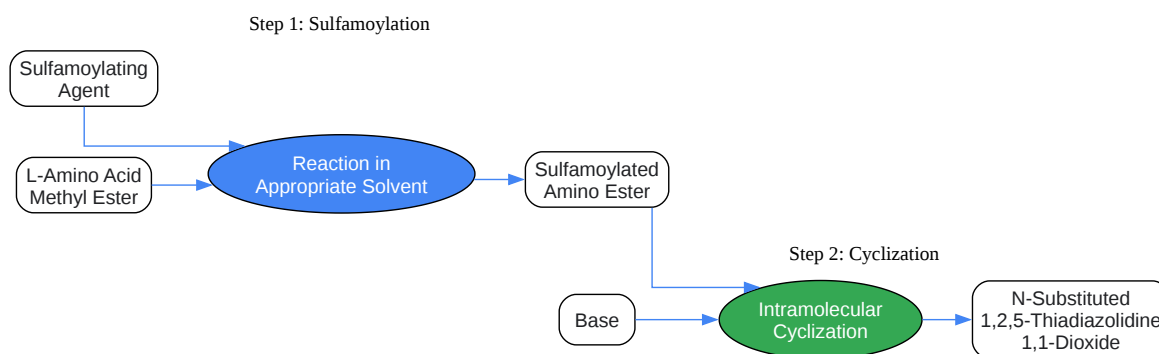 Step 1: Sulfamoylation
Sulfamoylating
Agent
L-Amino Acid
Methyl Ester
Reaction in
Appropriate Solvent
Sulfamoylated
Amino Ester
Step 2: Cyclization
Base
Intramolecular
Cyclization
N-Substituted
1,2,5-Thiadiazolidine
1,1-Dioxide